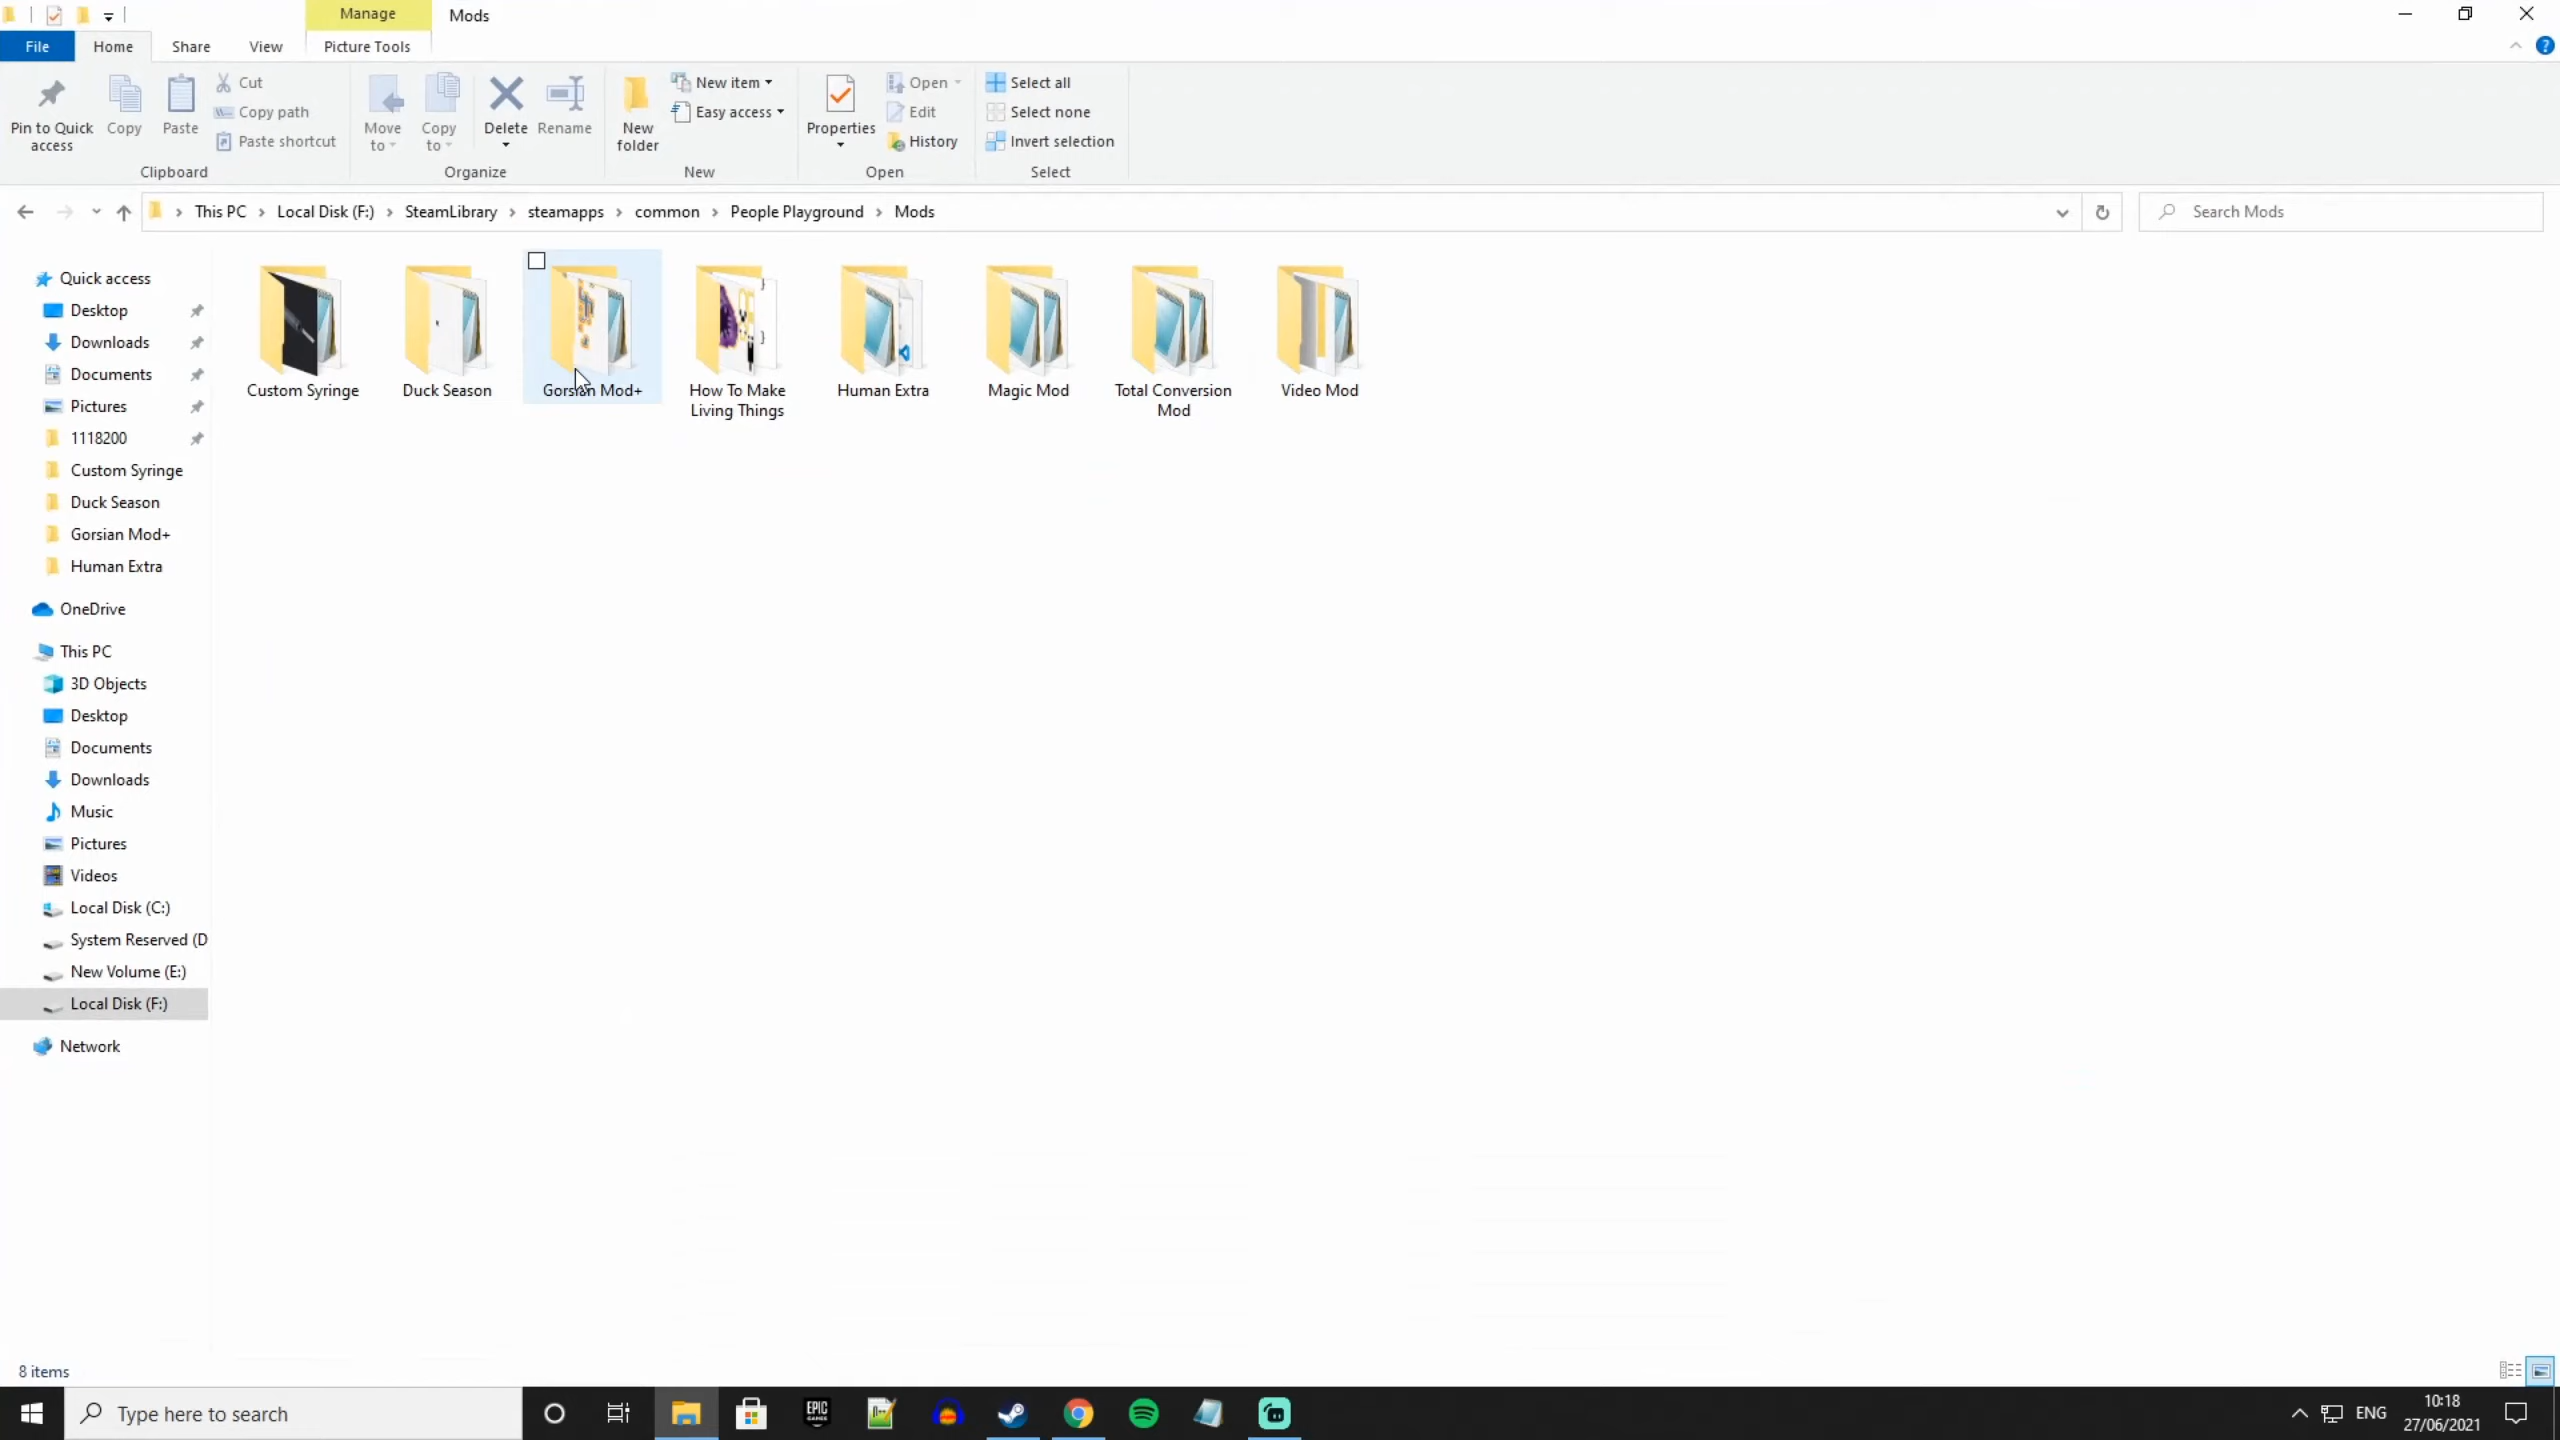 Manage
Mods
File
Home
Share
View
Picture Tools
Pin to Quick access
Copy
Paste
Cut
Copy path
Paste shortcut
Clipboard
Move to
Copy to
Delete
Rename
Organize
New folder
New item
Easy access
New
Properties
Open
Edit
History
Open
Select all
Select none
Invert selection
Select
This PC
Local Disk (F:)
SteamLibrary
steamapps
common
People Playground
Mods
Search Mods
Quick access
Desktop
Downloads
Documents
Pictures
1118200
Custom Syringe
Duck Season
Gorsian Mod+
Human Extra
OneDrive
This PC
3D Objects
Desktop
Documents
Downloads
Music
Pictures
Videos
Local Disk (C:)
System Reserved (D
New Volume (E:)
Local Disk (F:)
Network
Custom Syringe
Duck Season
Gorsian Mod+
How To Make
Living Things
Human Extra
Magic Mod
Total Conversion
Mod
Video Mod
8 items
Type here to search
EPIC
GAMES
ENG
10:18
27/06/2021